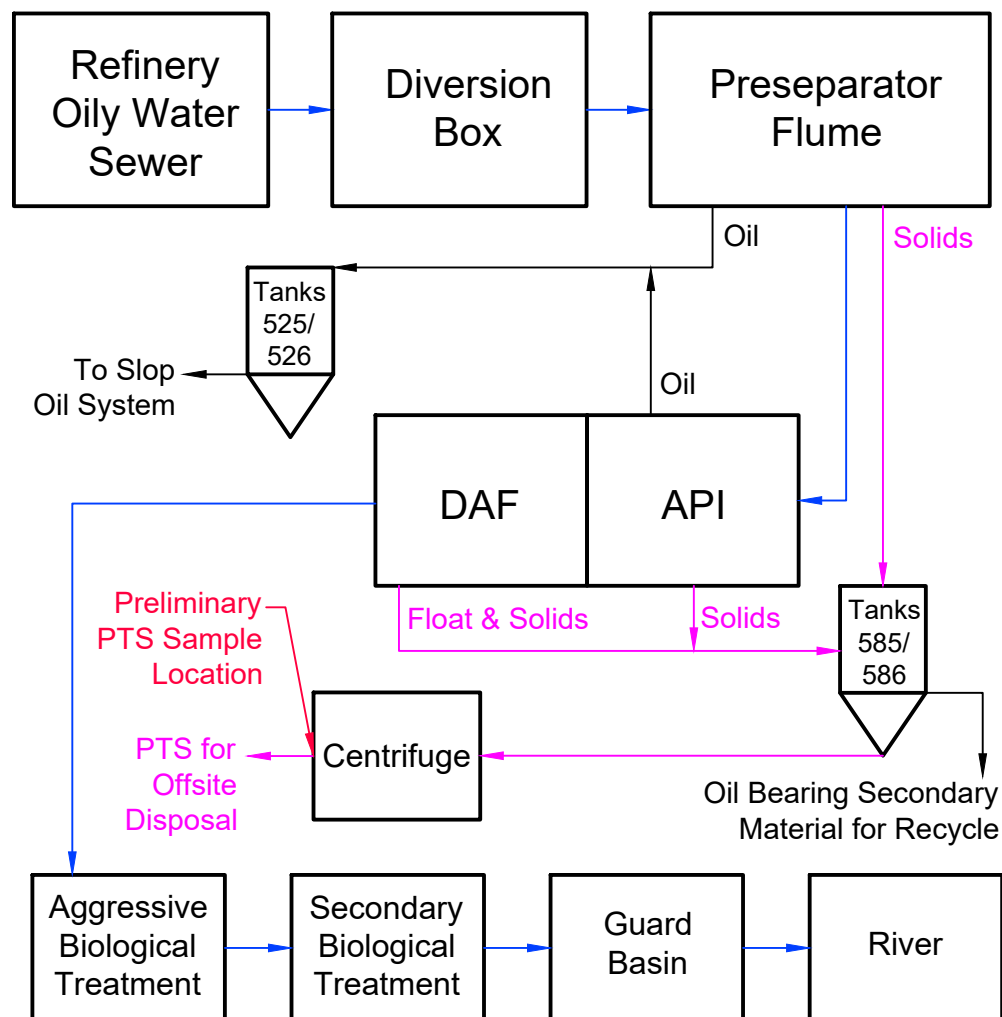 Refinery
Oily Water
Sewer
Diversion
Box
Preseparator
Flume
Oil
Solids
Tanks
525/
526
To Slop
Oil System
Oil
DAF
API
Float & Solids
Solids
Tanks
585/
586
Preliminary
PTS Sample
Location
PTS for
Offsite
Disposal
Centrifuge
Oil Bearing Secondary
Material for Recycle
Aggressive
Biological
Treatment
Secondary
Biological
Treatment
Guard
Basin
River